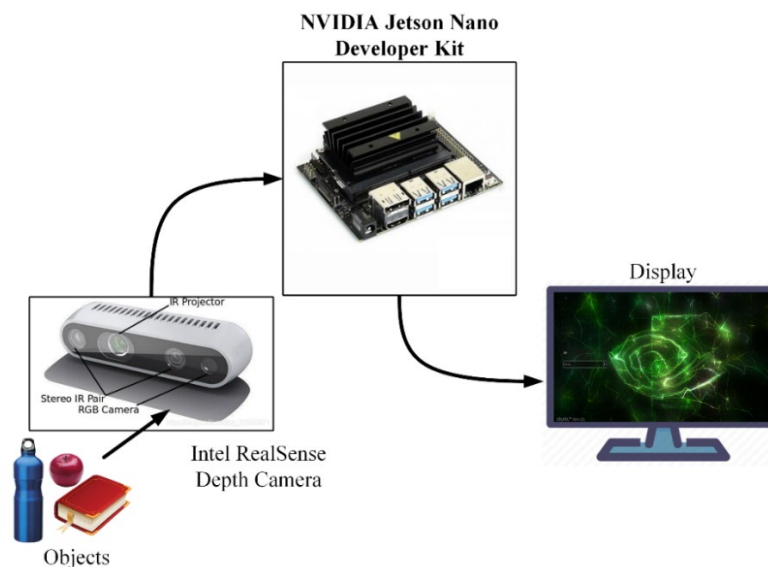 NVIDIA Jetson Nano
Developer Kit
Display
IR Projector
Stereo IR Pair
RGB Camera
Intel RealSense
Depth Camera
Objects